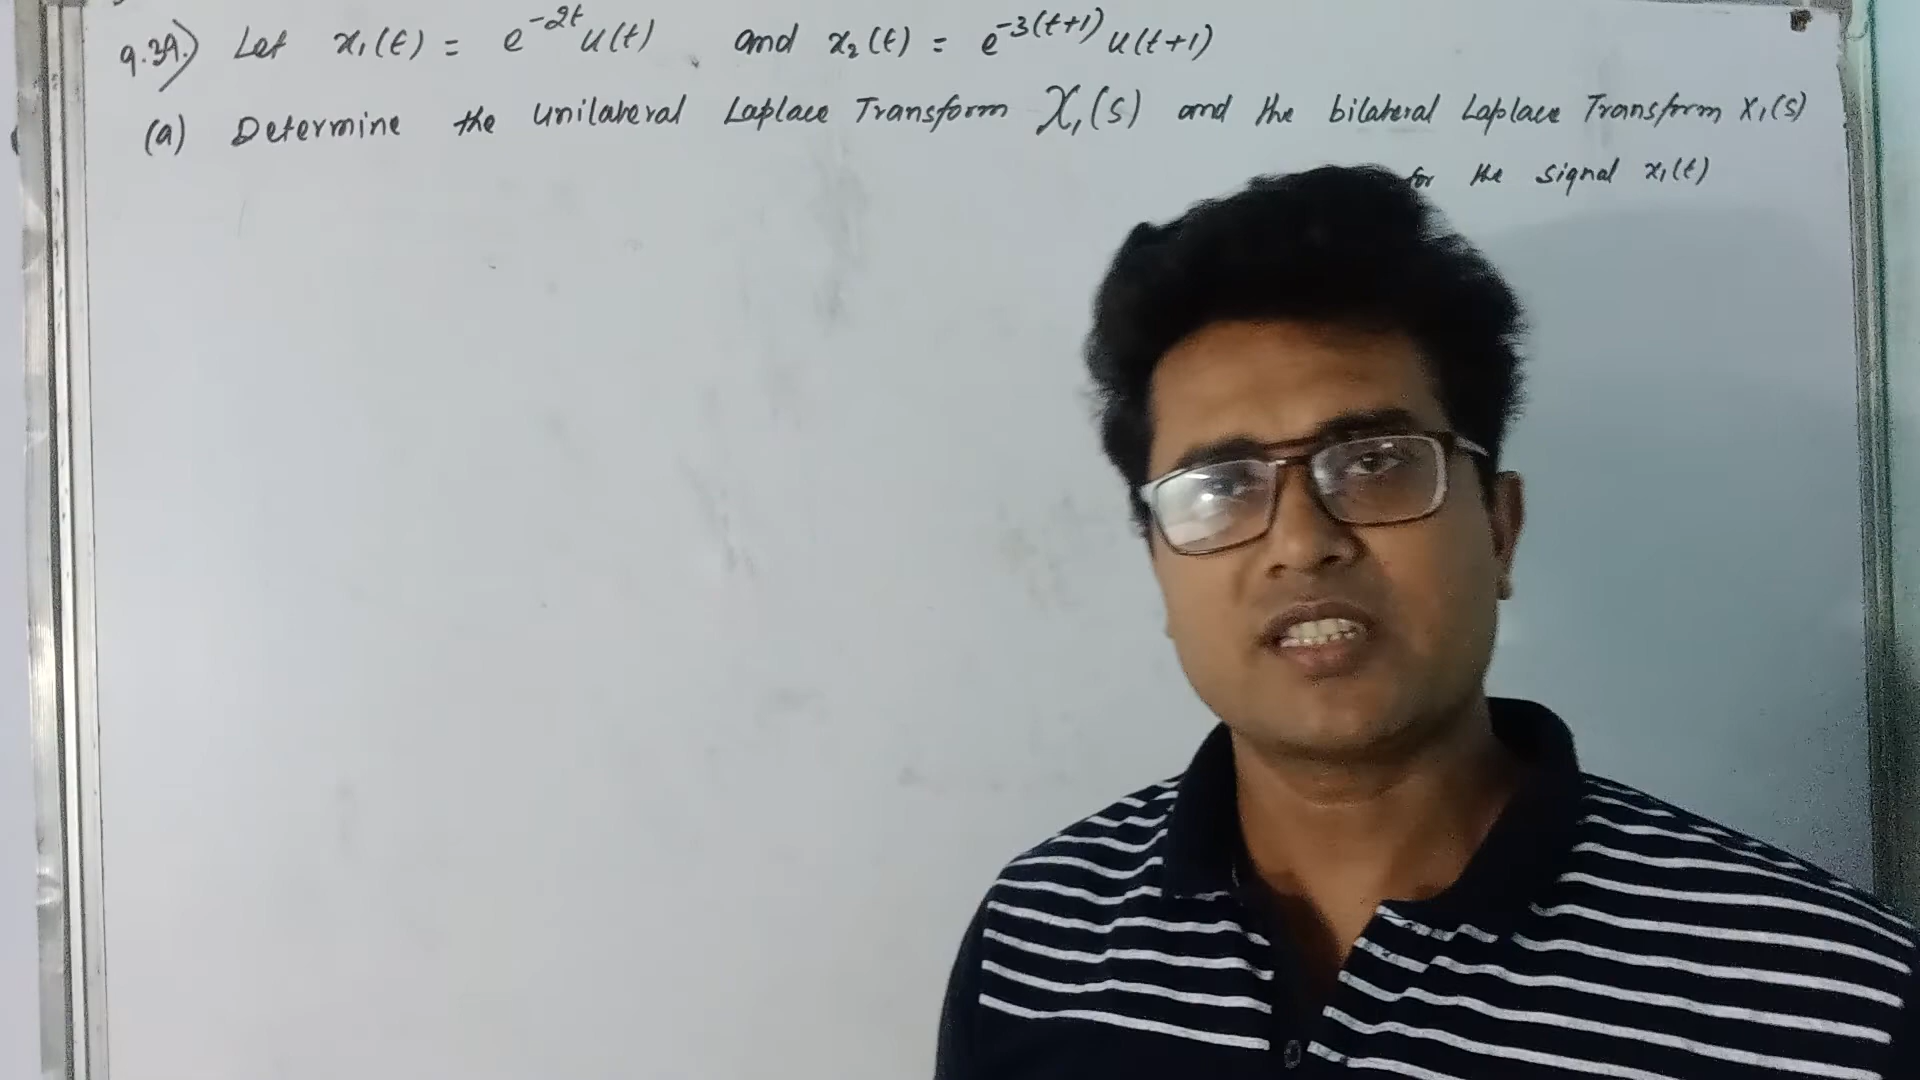 9.39.) Let x₁(t) = e^{-2t} u(t) and x₂(t) = e^{-3(t+1)} u(t+1)
(a) Determine the Unilateral Laplace Transform 𝒳₁(s) and the bilateral Laplace Transform X₁(s)
for the signal x₁(t)